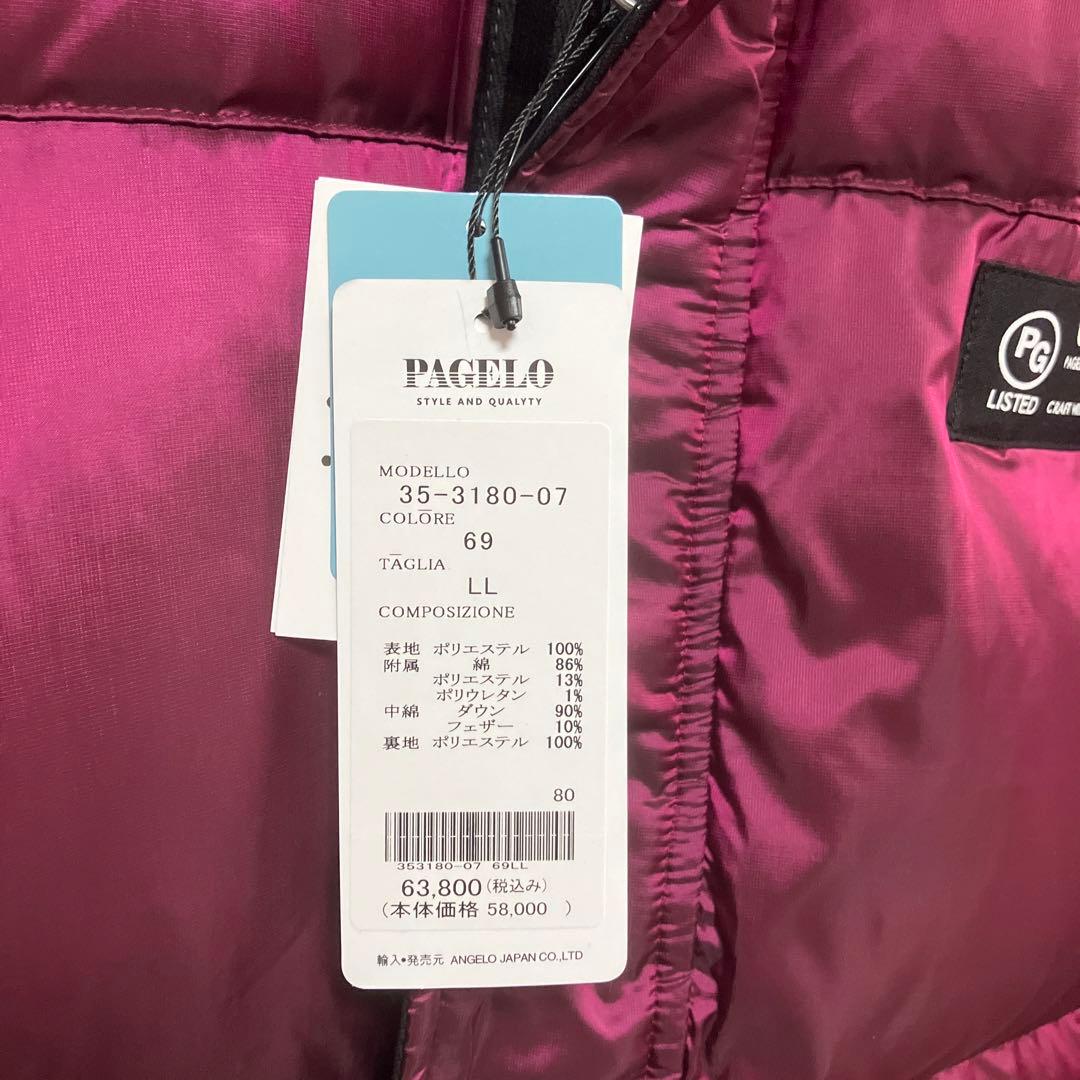 PAGELO
STYLE AND QUALYTY
MODELLO
35-3180-07
COLORE
69
TAGLIA
LL
COMPOSIZIONE
表地 ポリエステル 100%
附属 綿 86%
ポリエステル 13%
ポリウレタン 1%
中綿 ダウン 90%
フェザー 10%
裏地 ポリエステル 100%
80
353180-07 69LL
63,800(税込み)
(本体価格 58,000 )
輸入•発売元 ANGELO JAPAN CO.,LTD
PG
LISTED